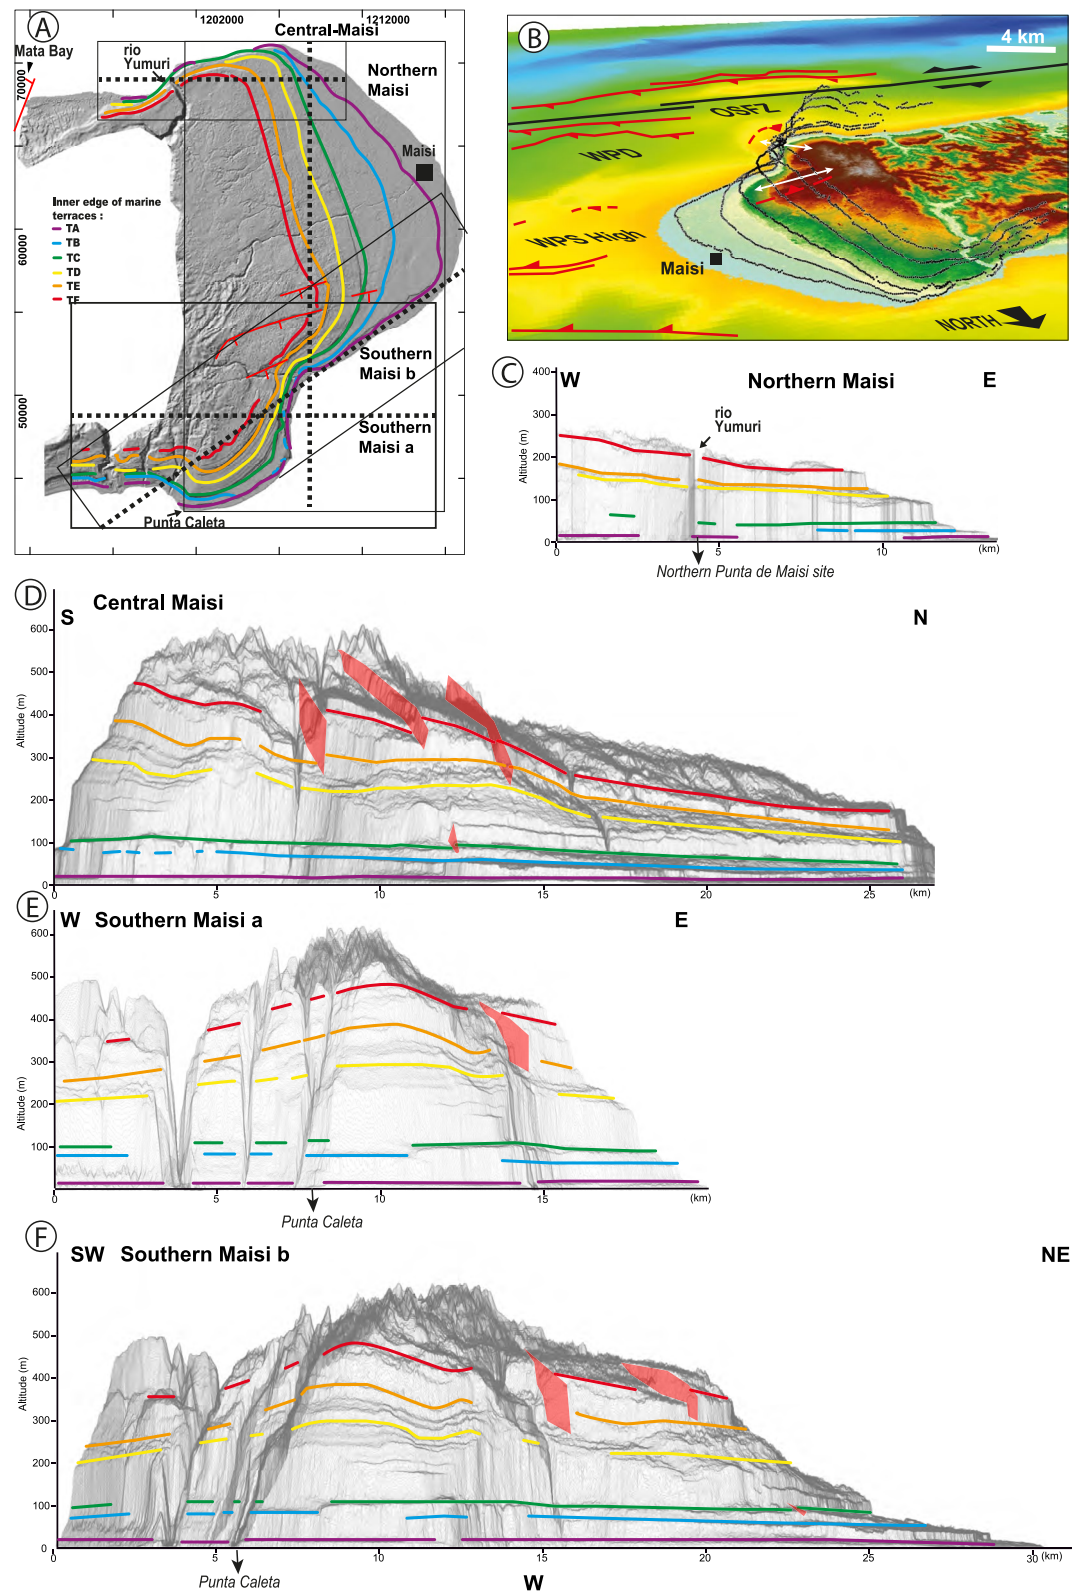 A
1202000
1212000
Central-Maisi
Mata Bay
rio
Yumuri
Northern
Maisi
70000
Maisi
Inner edge of marine
terraces :
TA
TB
TC
TD
TE
TF
60000
Southern
Maisi b
50000
Southern
Maisi a
Punta Caleta
B
4 km
OSFZ
WPD
WPS High
Maisi
NORTH
C
W
Northern Maisi
E
400
300
200
100
0
Altitude (m)
rio
Yumuri
0
5
10
(km)
Northern Punta de Maisi site
D
Central Maisi
S
N
600
500
400
300
200
100
0
Altitude (m)
0
5
10
15
20
25
(km)
E
W Southern Maisi a
E
600
500
400
300
200
100
0
Altitude (m)
0
5
10
15
(km)
Punta Caleta
F
SW Southern Maisi b
NE
600
500
400
300
200
100
0
Altitude (m)
0
5
10
15
20
25
30 (km)
Punta Caleta
W